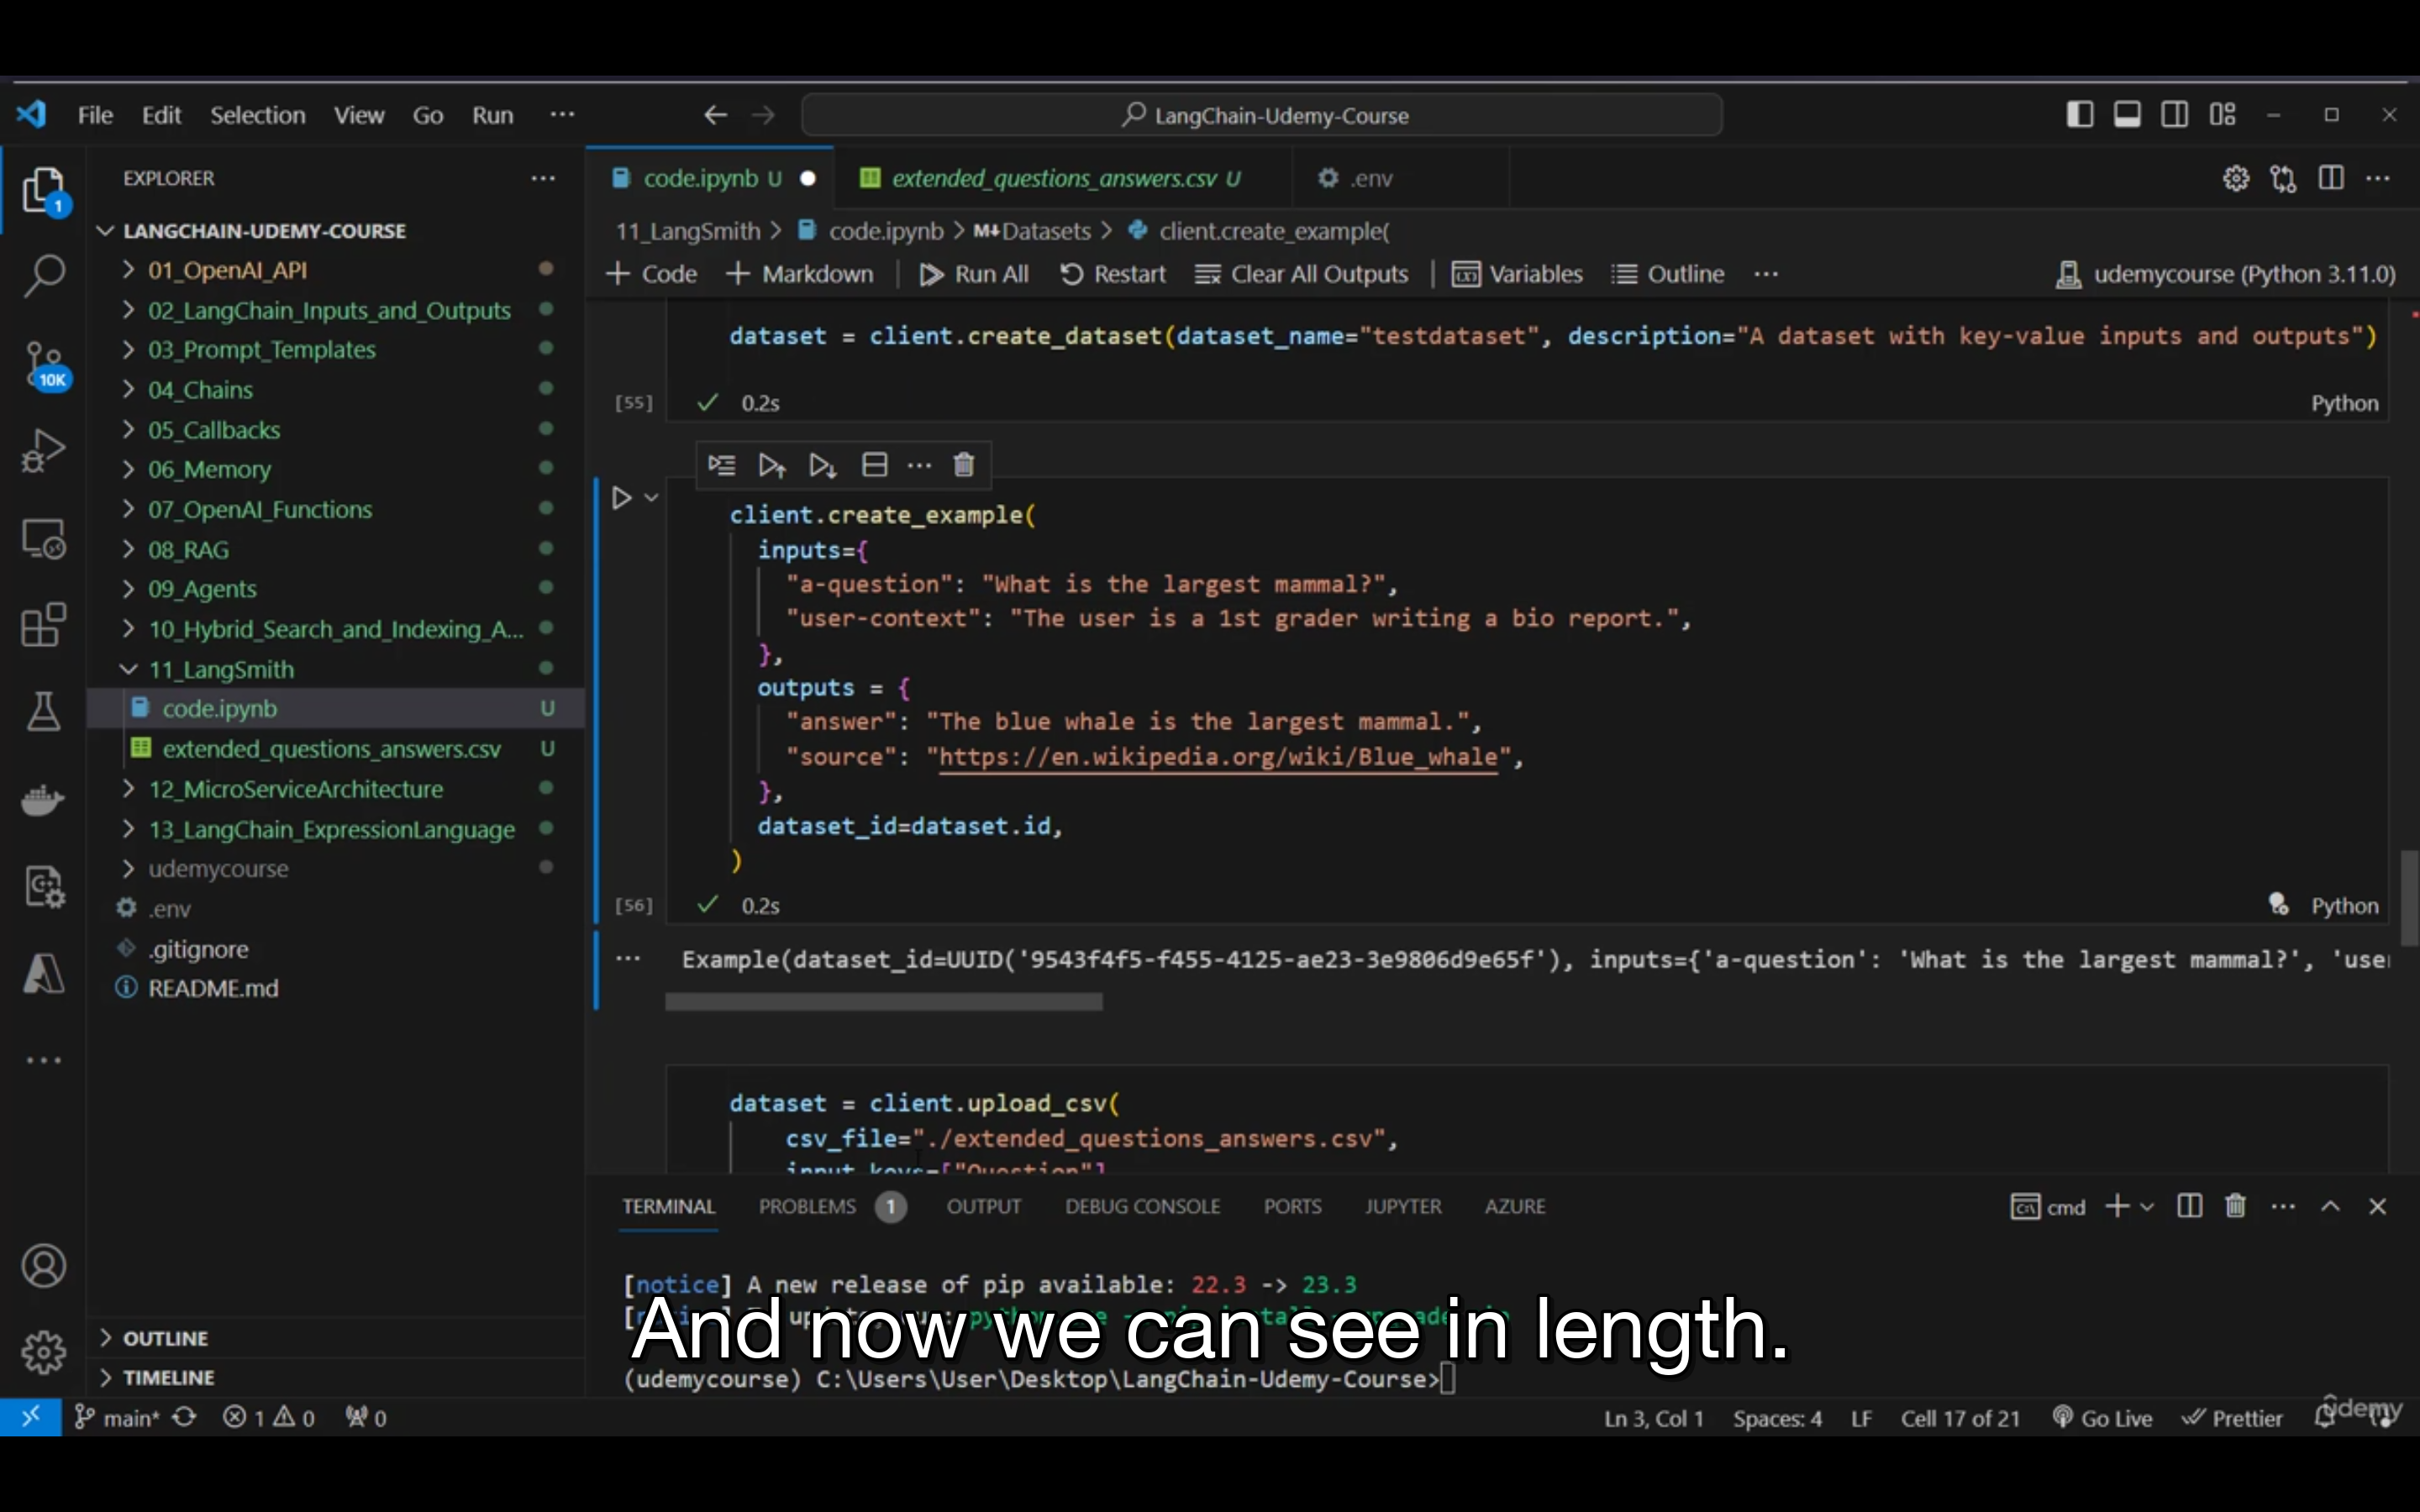 File Edit Selection View Go Run ··· LangChain-Udemy-Course
EXPLORER ···
1
10K
LANGCHAIN-UDEMY-COURSE
01_OpenAI_API
02_LangChain_Inputs_and_Outputs
03_Prompt_Templates
04_Chains
05_Callbacks
06_Memory
07_OpenAI_Functions
08_RAG
09_Agents
10_Hybrid_Search_and_Indexing_A...
11_LangSmith
code.ipynb U
extended_questions_answers.csv U
12_MicroServiceArchitecture
13_LangChain_ExpressionLanguage
udemycourse
.env
.gitignore
README.md
OUTLINE
TIMELINE
code.ipynb U extended_questions_answers.csv U .env
11_LangSmith > code.ipynb > M↓Datasets > client.create_example(
+ Code + Markdown | Run All Restart Clear All Outputs | Variables Outline ··· udemycourse (Python 3.11.0)
dataset = client.create_dataset(dataset_name="testdataset", description="A dataset with key-value inputs and outputs")
[55] ✓ 0.2s Python
client.create_example(
inputs={
"a-question": "What is the largest mammal?",
"user-context": "The user is a 1st grader writing a bio report.",
},
outputs = {
"answer": "The blue whale is the largest mammal.",
"source": "https://en.wikipedia.org/wiki/Blue_whale",
},
dataset_id=dataset.id,
)
[56] ✓ 0.2s Python
··· Example(dataset_id=UUID('9543f4f5-f455-4125-ae23-3e9806d9e65f'), inputs={'a-question': 'What is the largest mammal?', 'use
dataset = client.upload_csv(
csv_file="./extended_questions_answers.csv",
input_keys=["Question"]
TERMINAL PROBLEMS 1 OUTPUT DEBUG CONSOLE PORTS JUPYTER AZURE cmd
[notice] A new release of pip available: 22.3 -> 23.3
And now we can see in length.
(udemycourse) C:\Users\User\Desktop\LangChain-Udemy-Course>
main* 1 0 0 Ln 3, Col 1 Spaces: 4 LF Cell 17 of 21 Go Live Prettier
udemy